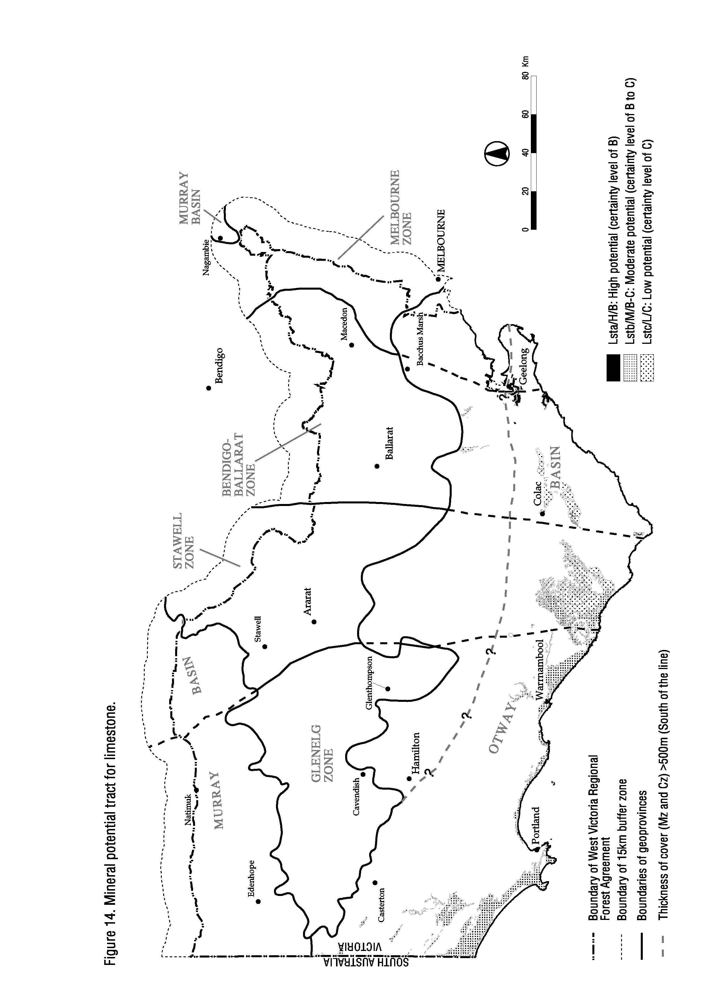 Figure 14. Mineral potential tract for limestone.
MURRAY
BASIN
Nagambie
STAWELL
ZONE
BENDIGO-
BALLARAT
ZONE
Bendigo
BASIN
Natimuk
MURRAY
Stawell
Edenhope
Ararat
GLENELG
ZONE
Macedon
MELBOURNE
ZONE
Cavendish
Glenthompson
Ballarat
Casterton
Hamilton
Bacchus Marsh
MELBOURNE
SOUTH AUSTRALIA
VICTORIA
?
?
?
?
OTWAY
BASIN
Portland
Warrnambool
Colac
Geelong
0 20 40 60 80 Km
Boundary of West Victoria Regional
Forest Agreement
Boundary of 15km buffer zone
Boundaries of geoprovinces
Thickness of cover (Mz and Cz) >500m (South of the line)
Lsta/H/B: High potential (certainty level of B)
Lstb/M/B-C: Moderate potential (certainty level of B to C)
Lstc/L/C: Low potential (certainty level of C)